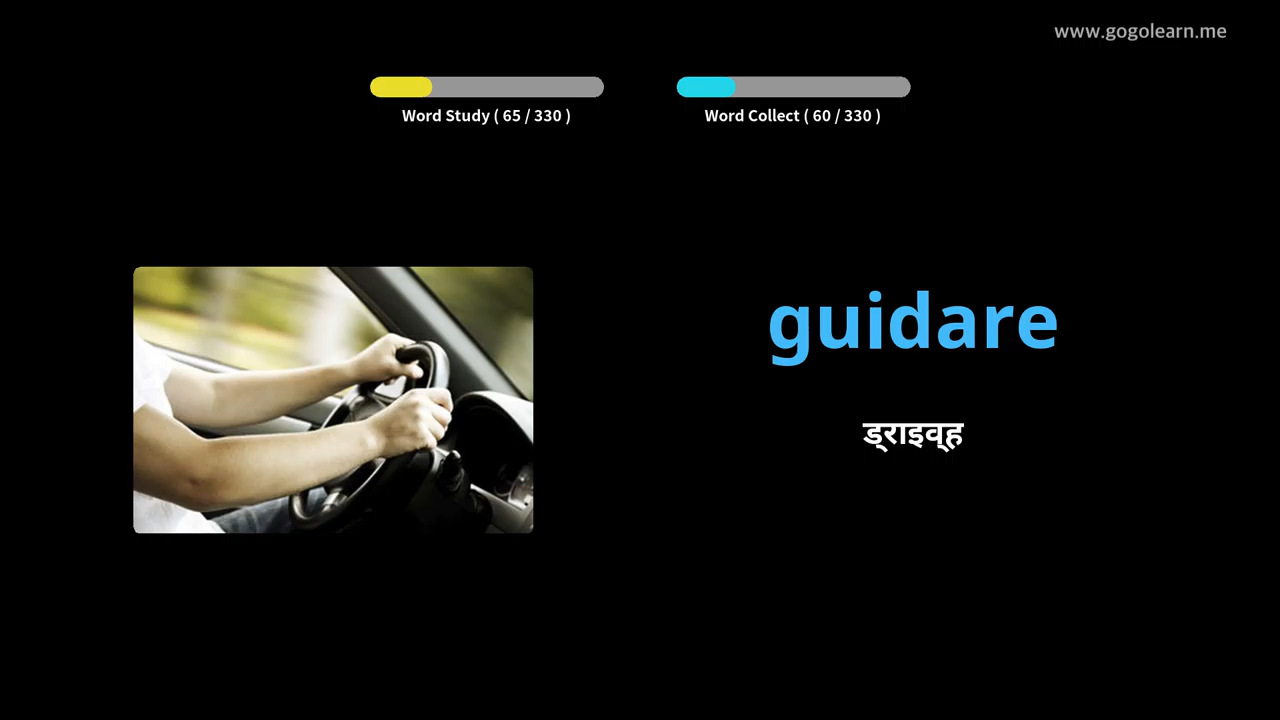 www.gogolearn.me
Word Study ( 65 / 330 )
Word Collect ( 60 / 330 )
guidare
ड्राइव्ह